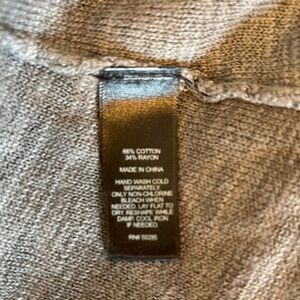 66% COTTON
34% RAYON
MADE IN CHINA
HAND WASH COLD
SEPARATELY.
ONLY NON-CHLORINE
BLEACH WHEN
NEEDED. LAY FLAT TO
DRY. RESHAPE WHILE
DAMP. COOL IRON
IF NEEDED.
RN# 55285